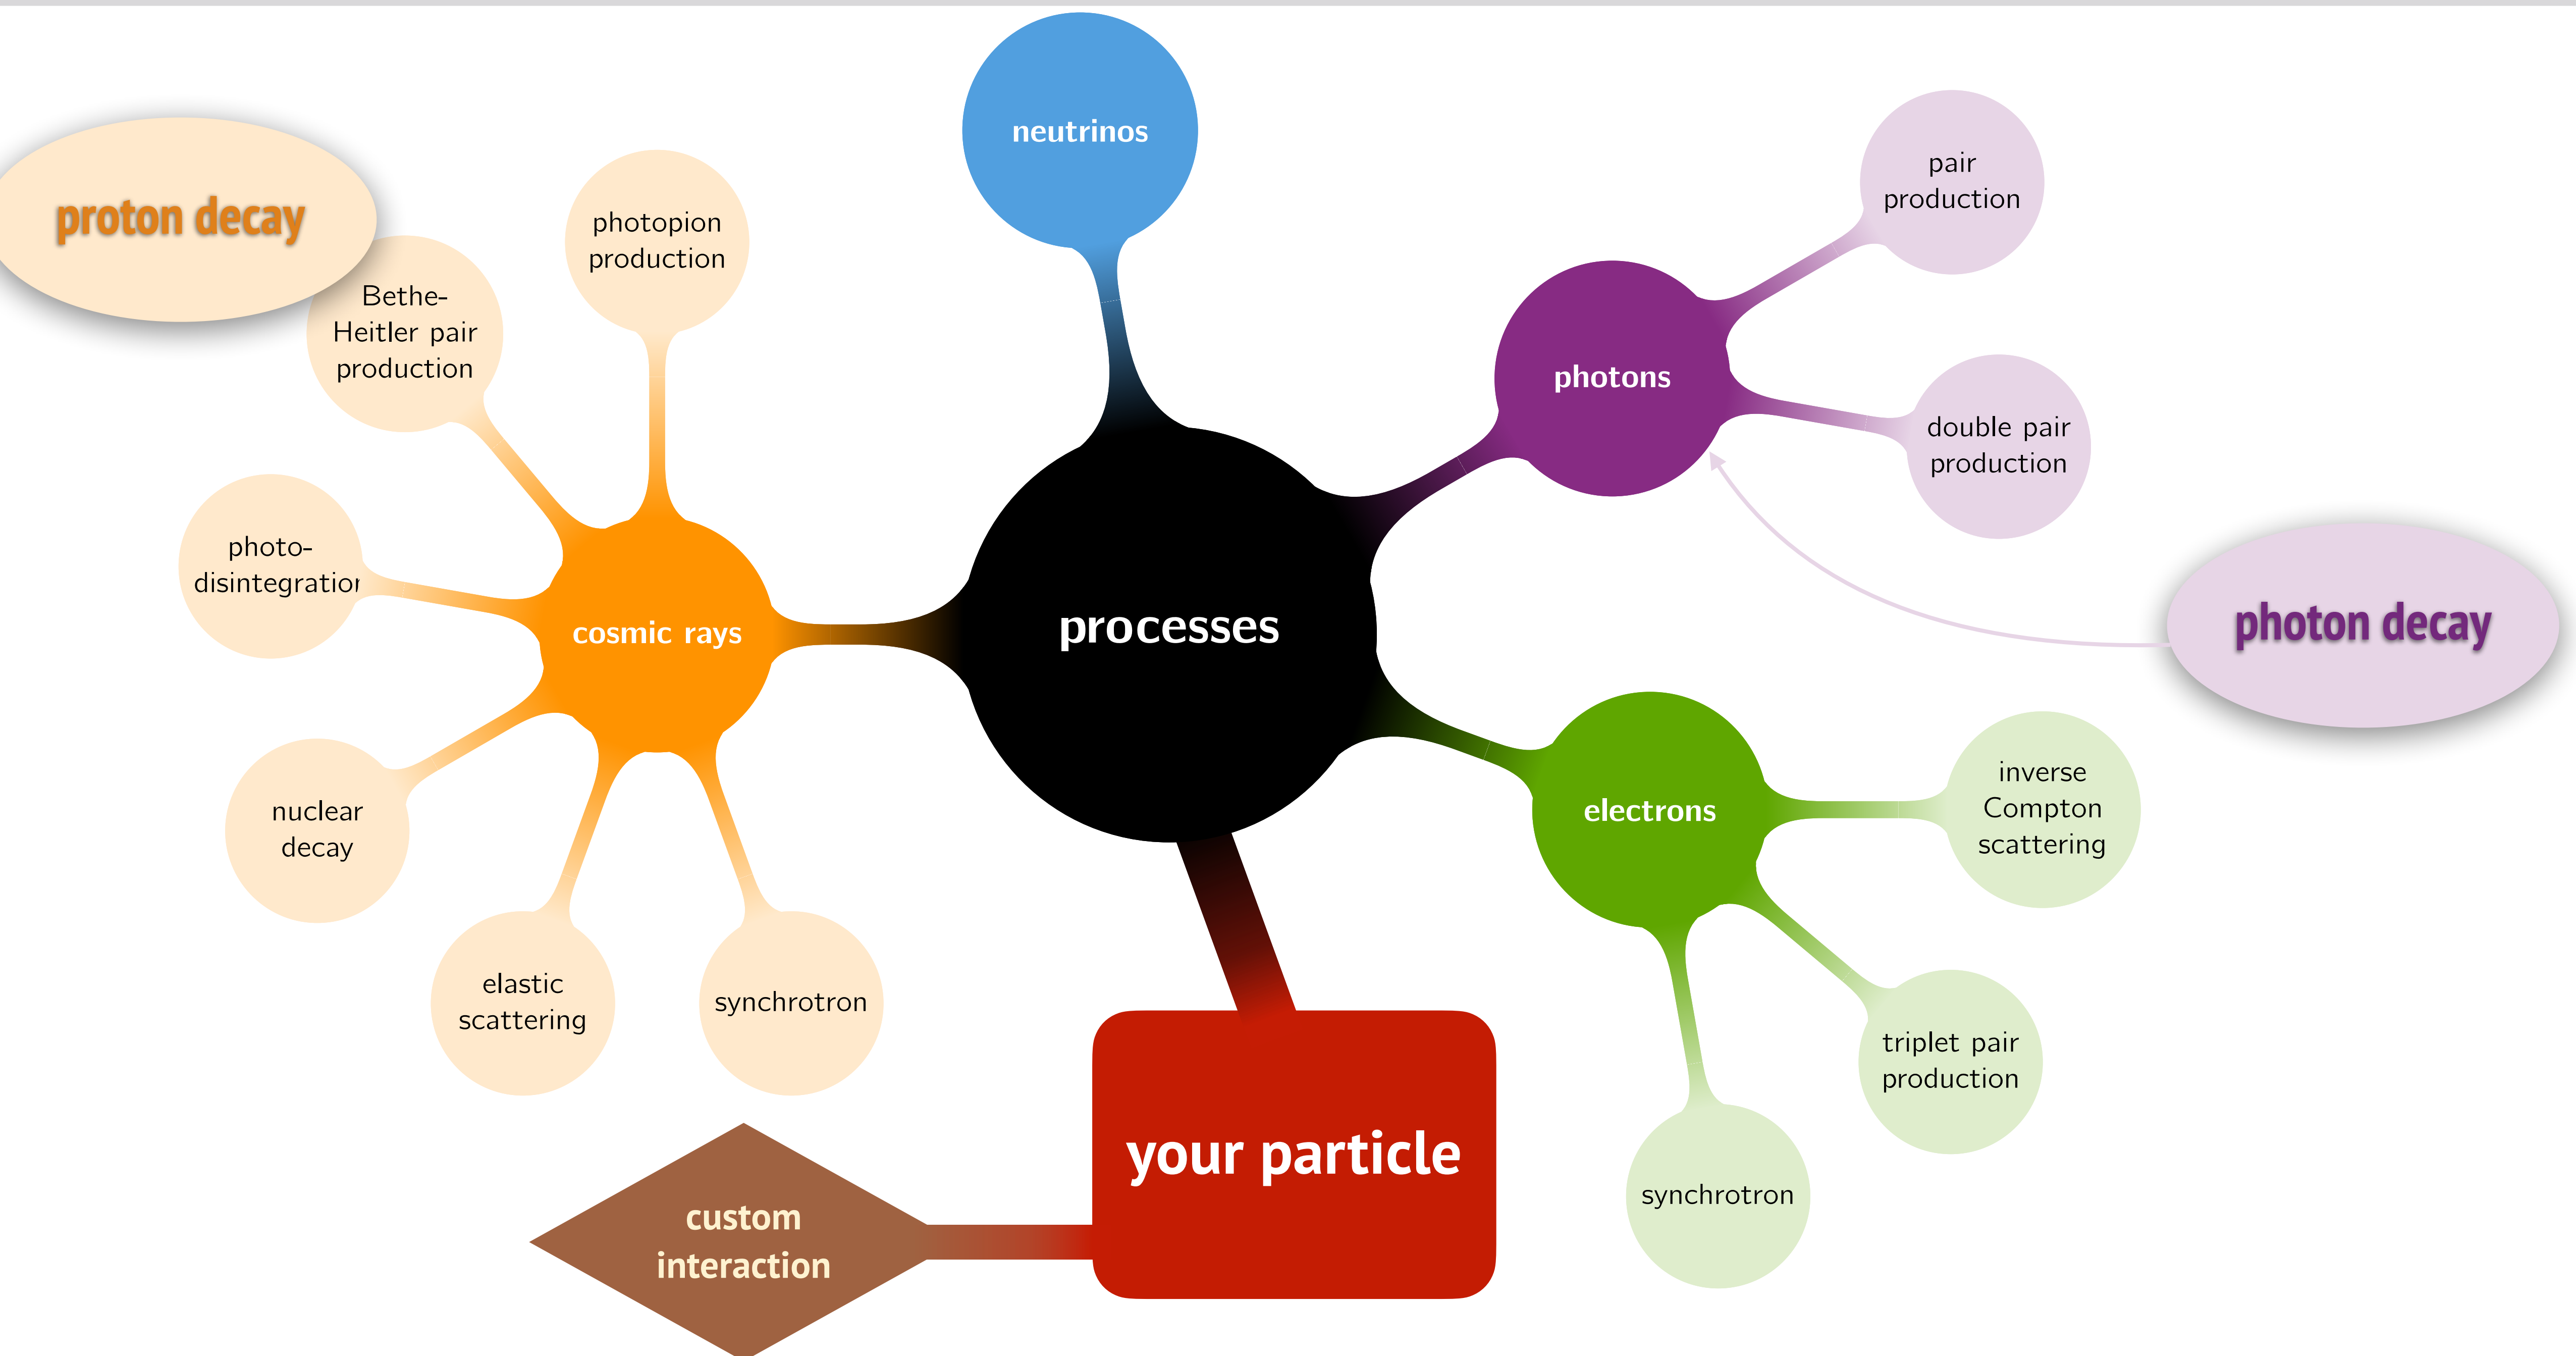 neutrinos
proton decay
photopion
production
Bethe-
Heitler pair
production
photo-
disintegration
cosmic rays
nuclear
decay
elastic
scattering
synchrotron
processes
pair
production
photons
double pair
production
photon decay
electrons
inverse
Compton
scattering
triplet pair
production
synchrotron
your particle
custom
interaction